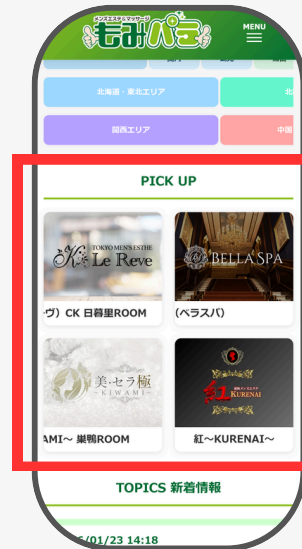 メンズエステ&マッサージ
もみパラ
MENU
北海道・東北エリア
北
関西エリア
中国
PICK UP
TOKYO MEN'S ESTHE
Le Reve
BELLA SPA
ヴ）CK 日暮里ROOM
(ベラスパ)
美·セラ極
~KIWAMI~
紅
KURENAI
AMI～ 巣鴨ROOM
紅～KURENAI～
TOPICS 新着情報
/01/23 14:18